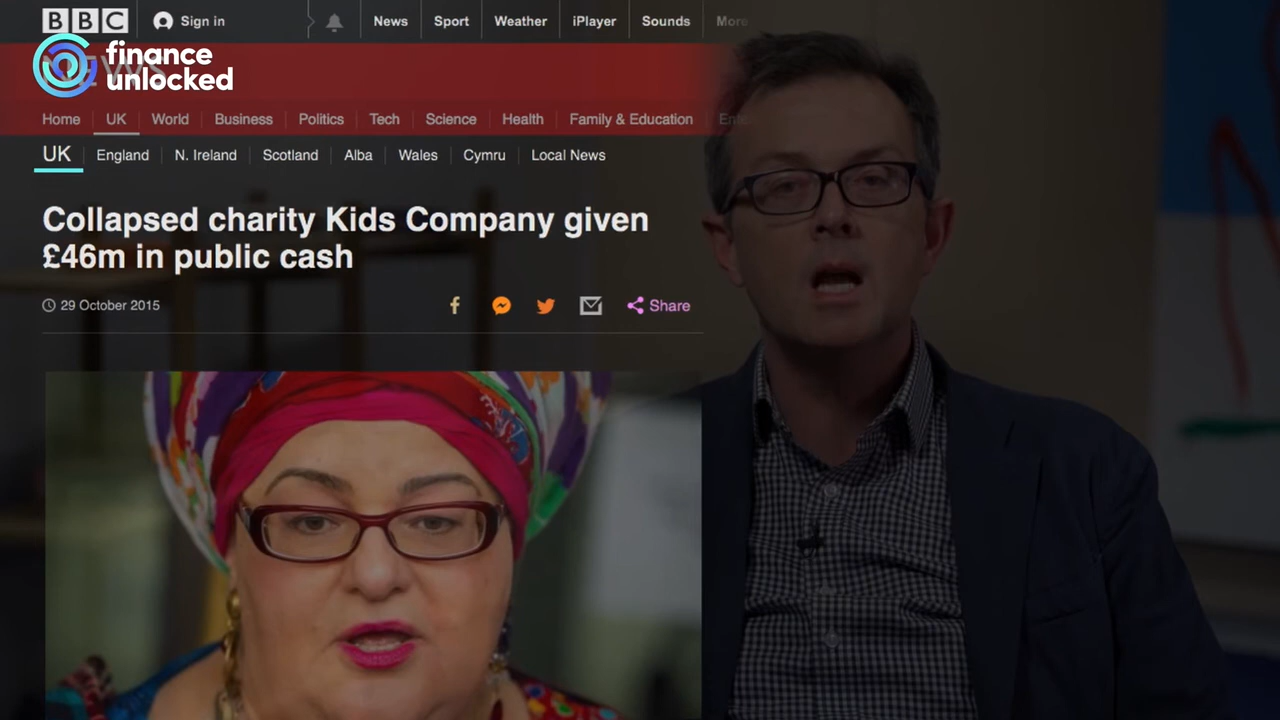 BBC
Sign in
News
Sport
Weather
iPlayer
Sounds
More
NEWS
finance
unlocked
Home
UK
World
Business
Politics
Tech
Science
Health
Family & Education
UK
England
N. Ireland
Scotland
Alba
Wales
Cymru
Local News
Collapsed charity Kids Company given
£46m in public cash
29 October 2015
Share